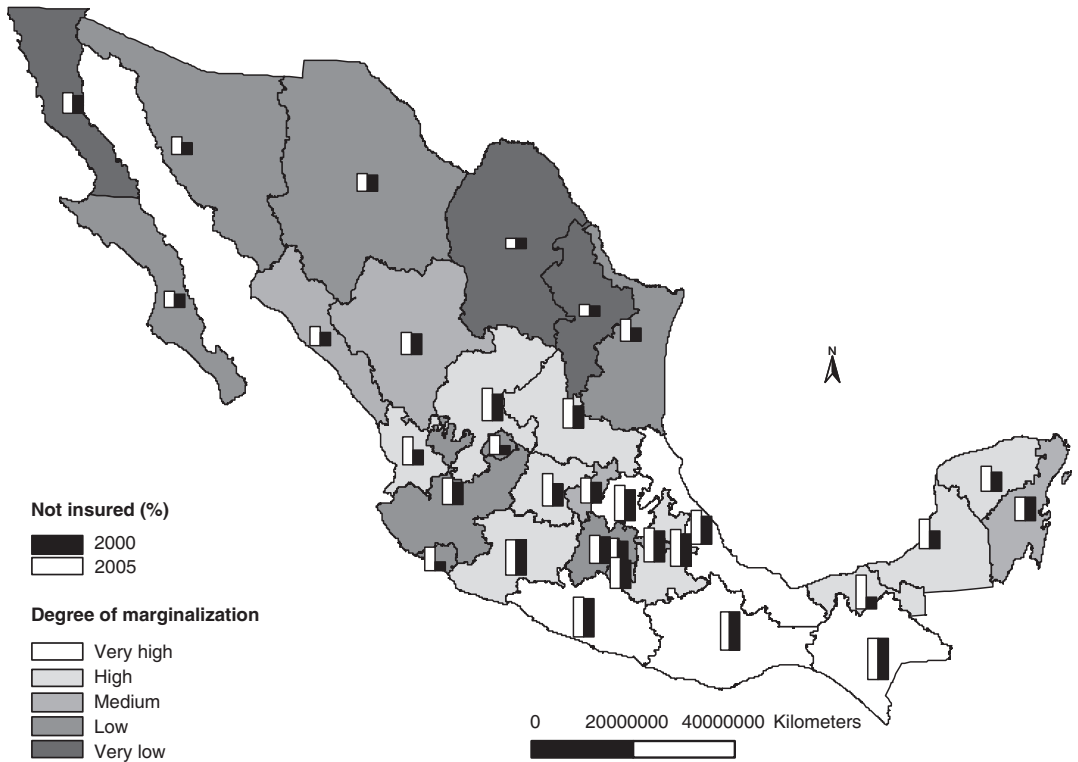 N
Not insured (%)
2000
2005
Degree of marginalization
Very high
High
Medium
Low
Very low
0 20000000 40000000 Kilometers